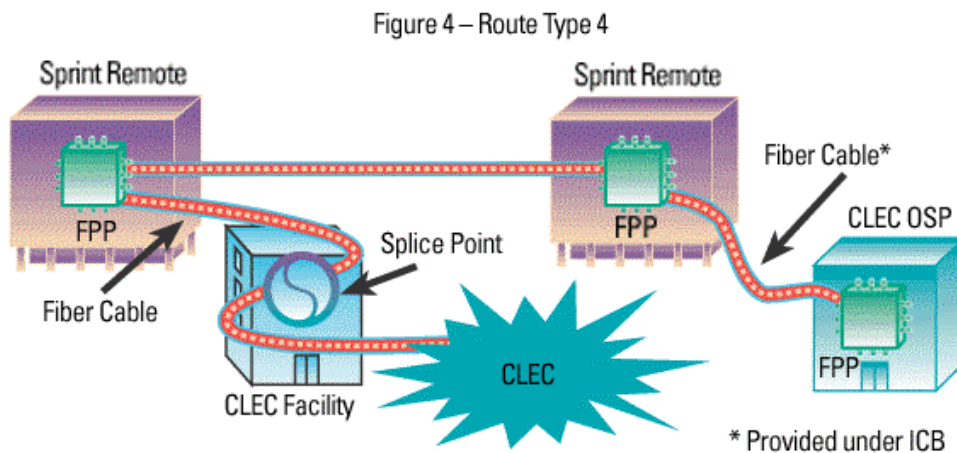 Figure 4 – Route Type 4
Sprint Remote
Sprint Remote
Fiber Cable*
FPP
FPP
CLEC OSP
Splice Point
Fiber Cable
CLEC
FPP
CLEC Facility
* Provided under ICB